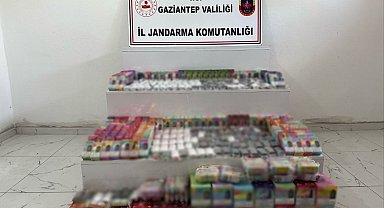 GAZİANTEP VALİLİĞİ
İL JANDARMA KOMUTANLIĞI